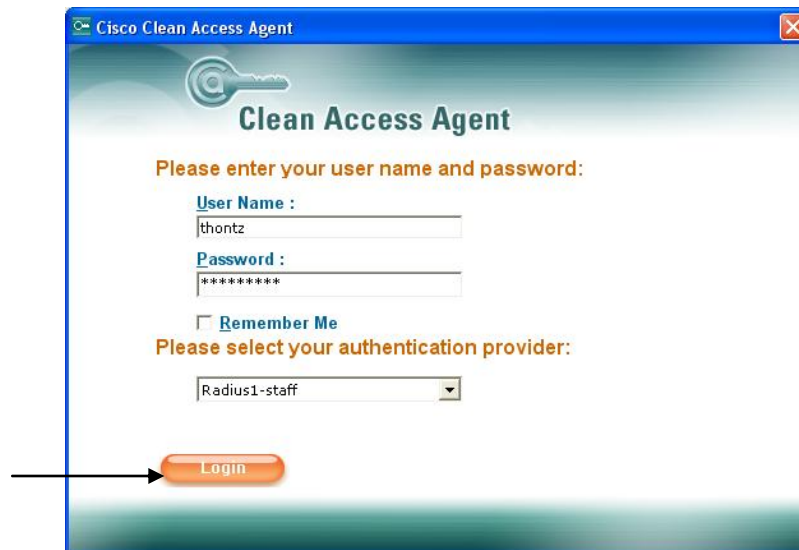 Cisco Clean Access Agent
Clean Access Agent
Please enter your user name and password:
User Name :
thontz
Password :
*********
Remember Me
Please select your authentication provider:
Radius1-staff
Login